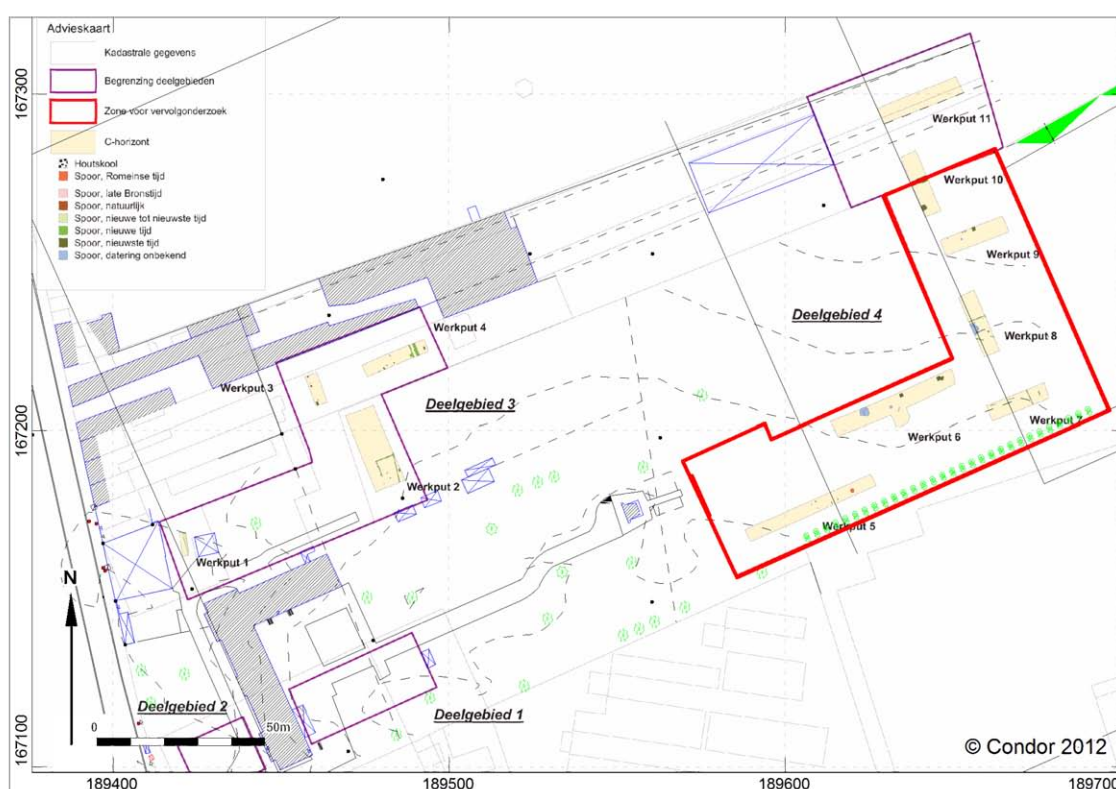 Advieskaart
Kadastrale gegevens
Begrenzing deelgebieden
Zone voor vervolgonderzoek
C-horizont
Houtskool
Spoor, Romeinse tijd
Spoor, late Bronstijd
Spoor, natuurlijk
Spoor, nieuwe tot nieuwste tijd
Spoor, nieuwe tijd
Spoor, nieuwste tijd
Spoor, datering onbekend
167300
167200
167100
Werkput 11
Werkput 10
Werkput 9
Deelgebied 4
Werkput 8
Werkput 4
Werkput 3
Deelgebied 3
Werkput 7
Werkput 6
Werkput 2
Werkput 5
Werkput 1
N
Deelgebied 2
Deelgebied 1
0
50m
© Condor 2012
189400
189500
189600
189700